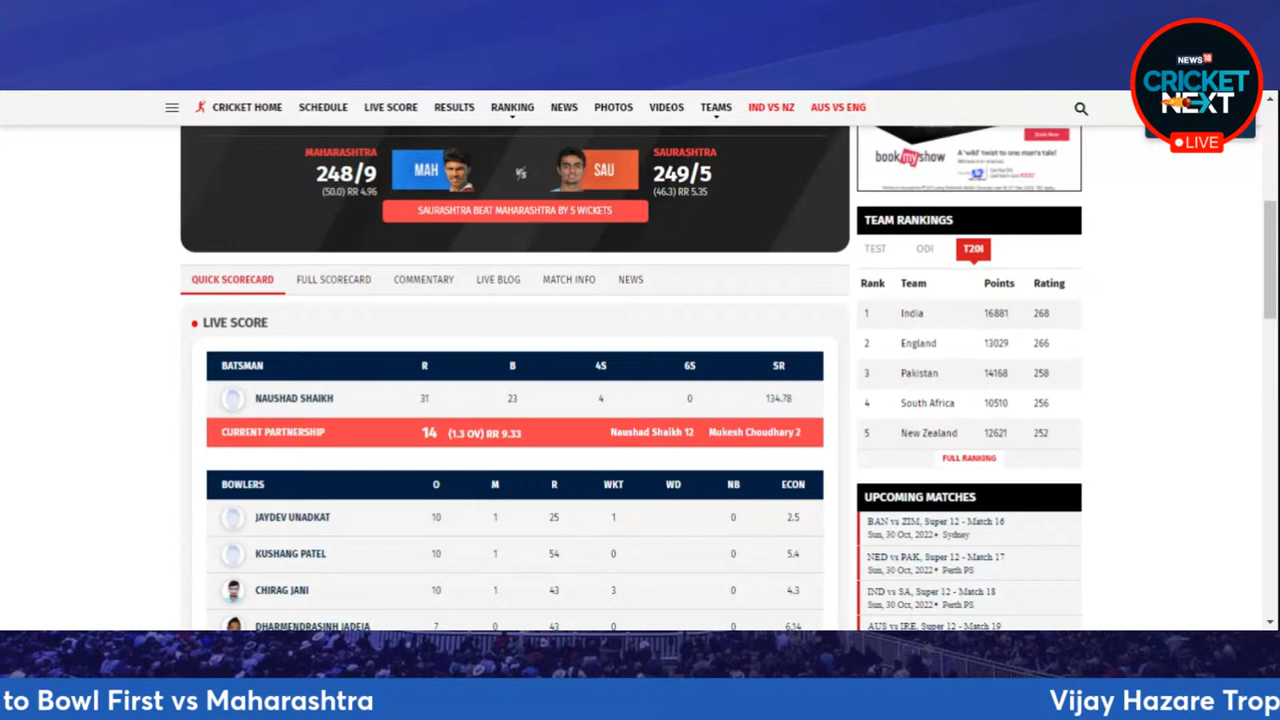 NEWS18
CRICKET
NEXT
LIVE
CRICKET HOME SCHEDULE LIVE SCORE RESULTS RANKING NEWS PHOTOS VIDEOS TEAMS IND VS NZ AUS VS ENG
MAHARASHTRA
248/9
(50.0) RR 4.96
MAH
VS
SAU
SAURASHTRA
249/5
(46.3) RR 5.35
SAURASHTRA BEAT MAHARASHTRA BY 5 WICKETS
Book Now
book my show
A 'wild' twist to one man's tale!
QUICK SCORECARD FULL SCORECARD COMMENTARY LIVE BLOG MATCH INFO NEWS
LIVE SCORE
BATSMAN R B 4S 6S SR
NAUSHAD SHAIKH 31 23 4 0 134.78
CURRENT PARTNERSHIP 14 (1.3 OV) RR 9.33 Naushad Shaikh 12 Mukesh Choudhary 2
BOWLERS O M R WKT WD NB ECON
JAYDEV UNADKAT 10 1 25 1 0 2.5
KUSHANG PATEL 10 1 54 0 0 5.4
CHIRAG JANI 10 1 43 3 0 4.3
DHARMENDRASINH JADEJA 7 0 43 0 0 6.14
TEAM RANKINGS
TEST ODI T20I
Rank Team Points Rating
1 India 16881 268
2 England 13029 266
3 Pakistan 14168 258
4 South Africa 10510 256
5 New Zealand 12621 252
FULL RANKING
UPCOMING MATCHES
BAN vs ZIM, Super 12 - Match 16
Sun, 30 Oct, 2022 • Sydney
NED vs PAK, Super 12 - Match 17
Sun, 30 Oct, 2022 • Perth PS
IND vs SA, Super 12 - Match 18
Sun, 30 Oct, 2022 • Perth PS
AUS vs IRE, Super 12 - Match 19
to Bowl First vs Maharashtra Vijay Hazare Trop